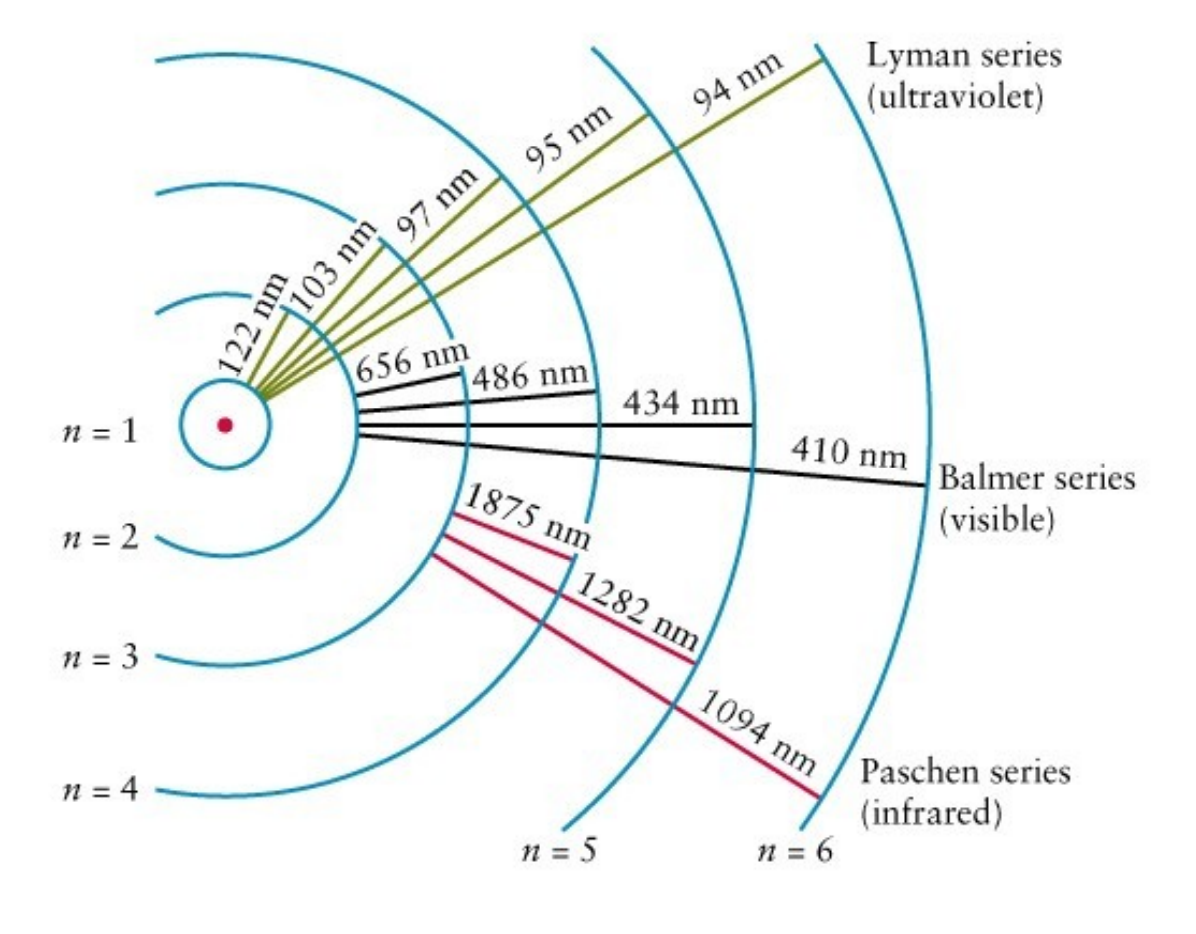 Lyman series
(ultraviolet)
94 nm
95 nm
97 nm
103 nm
122 nm
656 nm
486 nm
434 nm
410 nm
Balmer series
(visible)
1875 nm
1282 nm
1094 nm
Paschen series
(infrared)
n = 1
n = 2
n = 3
n = 4
n = 5
n = 6